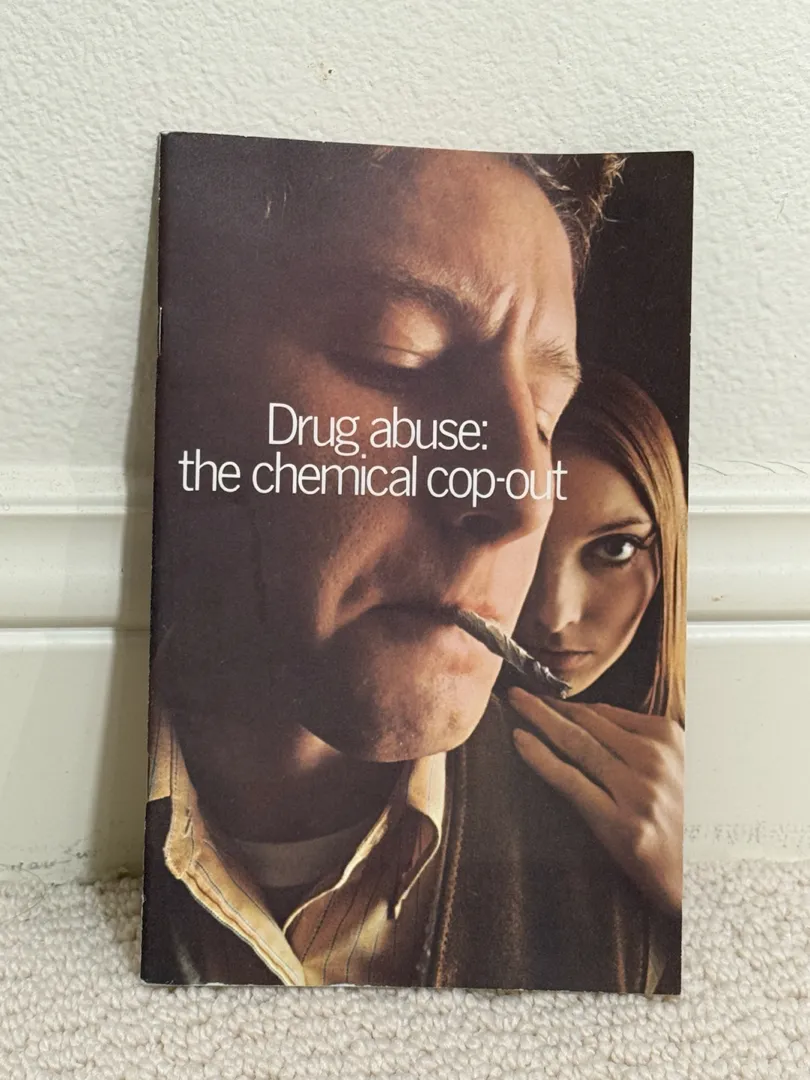 Drug abuse:
the chemical cop-out